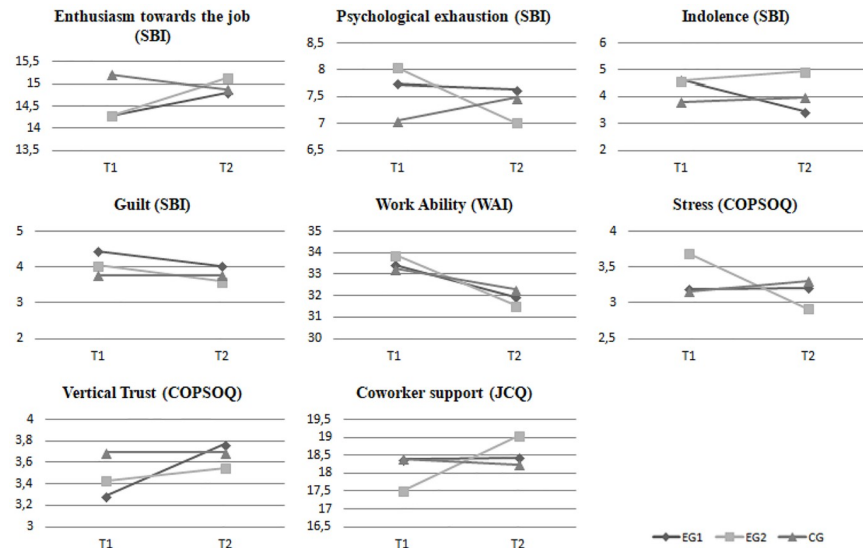 Enthusiasm towards the job
(SBI)
15,5
15
14,5
14
13,5
T1 T2
Psychological exhaustion (SBI)
8,5
8
7,5
7
6,5
T1 T2
Indolence (SBI)
6
5
4
3
2
T1 T2
Guilt (SBI)
5
4
3
2
T1 T2
Work Ability (WAI)
35
34
33
32
31
30
T1 T2
Stress (COPSOQ)
4
3,5
3
2,5
T1 T2
Vertical Trust (COPSOQ)
4
3,8
3,6
3,4
3,2
3
T1 T2
Coworker support (JCQ)
19,5
19
18,5
18
17,5
17
16,5
T1 T2
EG1 EG2 CG